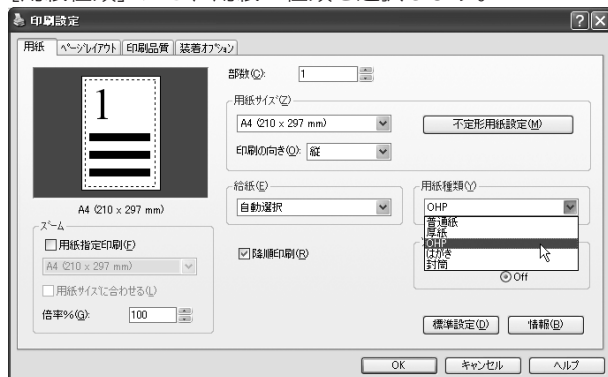 印刷設定
用紙 ページレイアウト 印刷品質 装着オプション
1
A4 (210 x 297 mm)
部数(C): 1
用紙サイズ(Z)
A4 (210 x 297 mm) 不定形用紙設定(M)
印刷の向き(O): 縦
給紙(E)
自動選択
用紙種類(Y)
OHP
普通紙
厚紙
OHP
はがき
封筒
Off
ズーム
用紙指定印刷(F)
A4 (210 x 297 mm)
用紙サイズに合わせる(L)
倍率%(G): 100
降順印刷(R)
標準設定(D) 情報(B)
OK キャンセル ヘルプ